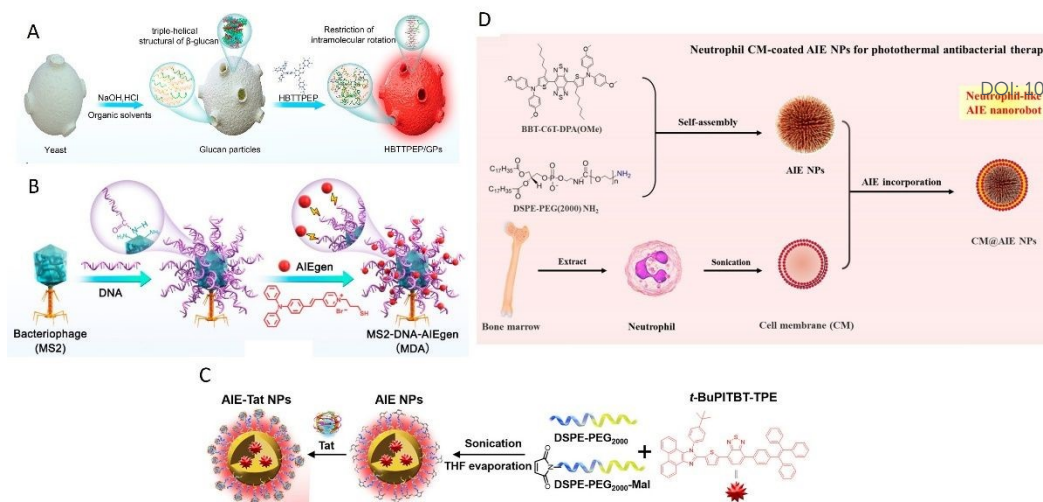 A
triple-helical
structural of β-glucan
Restriction of
intramolecular rotation
NaOH,HCl
Organic solvents
HBTTPEP
Yeast
Glucan particles
HBTTPEP/GPs
B
DNA
AIEgen
Bacteriophage
(MS2)
MS2-DNA-AIEgen
(MDA)
C
AIE-Tat NPs
AIE NPs
Tat
Sonication
THF evaporation
DSPE-PEG2000
DSPE-PEG2000-Mal
+
t-BuPITBT-TPE
D
Neutrophil CM-coated AIE NPs for photothermal antibacterial therap
DOI: 10
Neutrophil-like
AIE nanorobot
BBT-C6T-DPA(OMe)
Self-assembly
AIE NPs
DSPE-PEG(2000) NH2
AIE incorporation
CM@AIE NPs
Extract
Sonication
Bone marrow
Neutrophil
Cell membrane (CM)